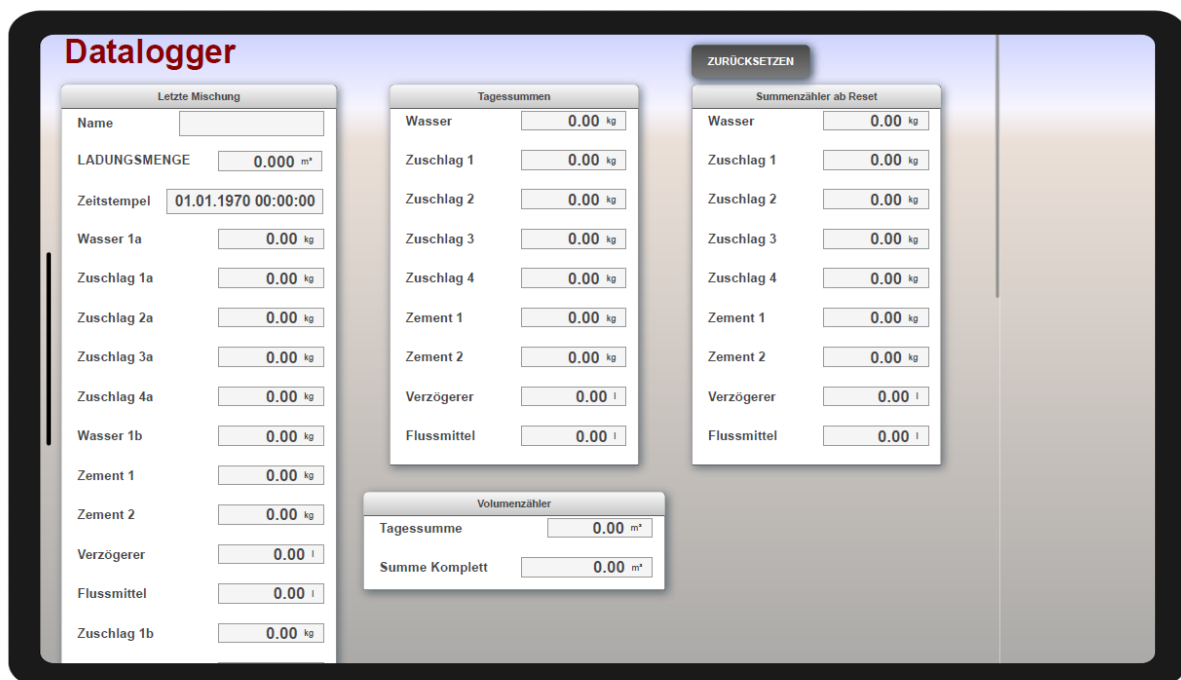 Datalogger
ZURÜCKSETZEN
Letzte Mischung
Name
LADUNGSMENGE 0.000 m³
Zeitstempel 01.01.1970 00:00:00
Wasser 1a 0.00 kg
Zuschlag 1a 0.00 kg
Zuschlag 2a 0.00 kg
Zuschlag 3a 0.00 kg
Zuschlag 4a 0.00 kg
Wasser 1b 0.00 kg
Zement 1 0.00 kg
Zement 2 0.00 kg
Verzögerer 0.00 l
Flussmittel 0.00 l
Zuschlag 1b 0.00 kg
Tagessummen
Wasser 0.00 kg
Zuschlag 1 0.00 kg
Zuschlag 2 0.00 kg
Zuschlag 3 0.00 kg
Zuschlag 4 0.00 kg
Zement 1 0.00 kg
Zement 2 0.00 kg
Verzögerer 0.00 l
Flussmittel 0.00 l
Volumenzähler
Tagessumme 0.00 m³
Summe Komplett 0.00 m³
Summenzähler ab Reset
Wasser 0.00 kg
Zuschlag 1 0.00 kg
Zuschlag 2 0.00 kg
Zuschlag 3 0.00 kg
Zuschlag 4 0.00 kg
Zement 1 0.00 kg
Zement 2 0.00 kg
Verzögerer 0.00 l
Flussmittel 0.00 l